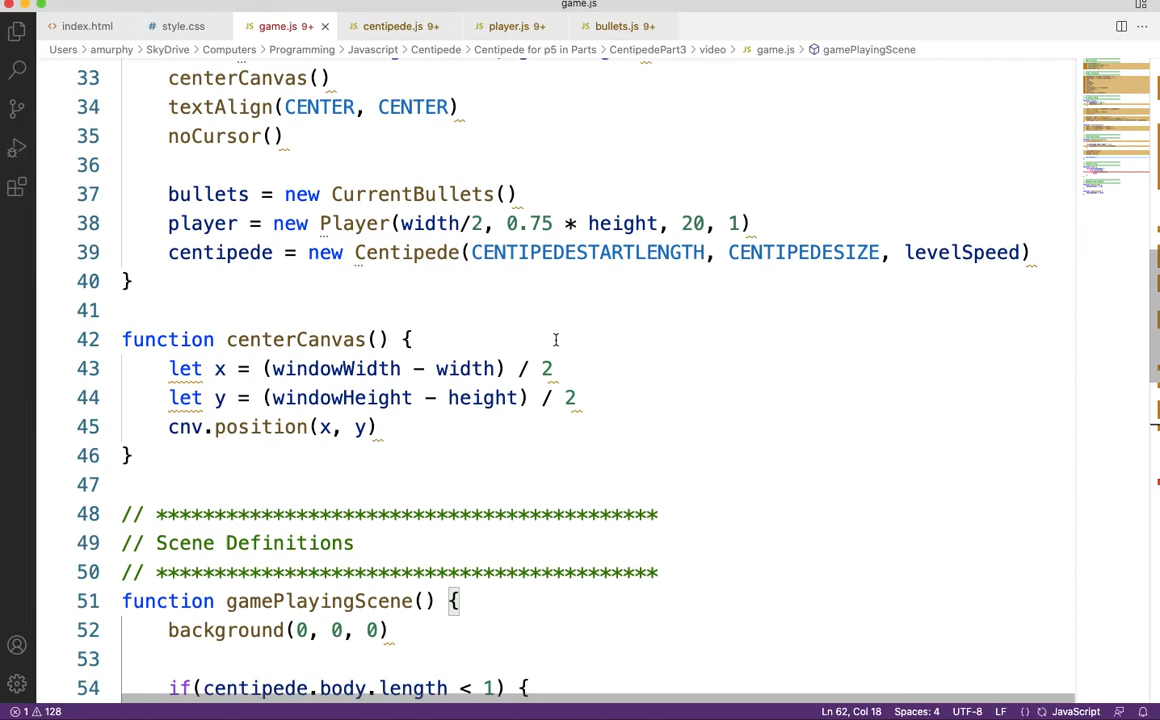 game.js
index.html
style.css
game.js 9+
centipede.js 9+
player.js 9+
bullets.js 9+
Users > amurphy > SkyDrive > Computers > Programming > Javascript > Centipede > Centipede for p5 in Parts > CentipedePart3 > video > game.js > gamePlayingScene
33 centerCanvas()
34 textAlign(CENTER, CENTER)
35 noCursor()
36
37 bullets = new CurrentBullets()
38 player = new Player(width/2, 0.75 * height, 20, 1)
39 centipede = new Centipede(CENTIPEDESTARTLENGTH, CENTIPEDESIZE, levelSpeed)
40 }
41
42 function centerCanvas() {
43 let x = (windowWidth - width) / 2
44 let y = (windowHeight - height) / 2
45 cnv.position(x, y)
46 }
47
48 // *******************************************
49 // Scene Definitions
50 // *******************************************
51 function gamePlayingScene() {
52 background(0, 0, 0)
53
54 if(centipede.body.length < 1) {
1 128 Ln 62, Col 18 Spaces: 4 UTF-8 LF {} JavaScript